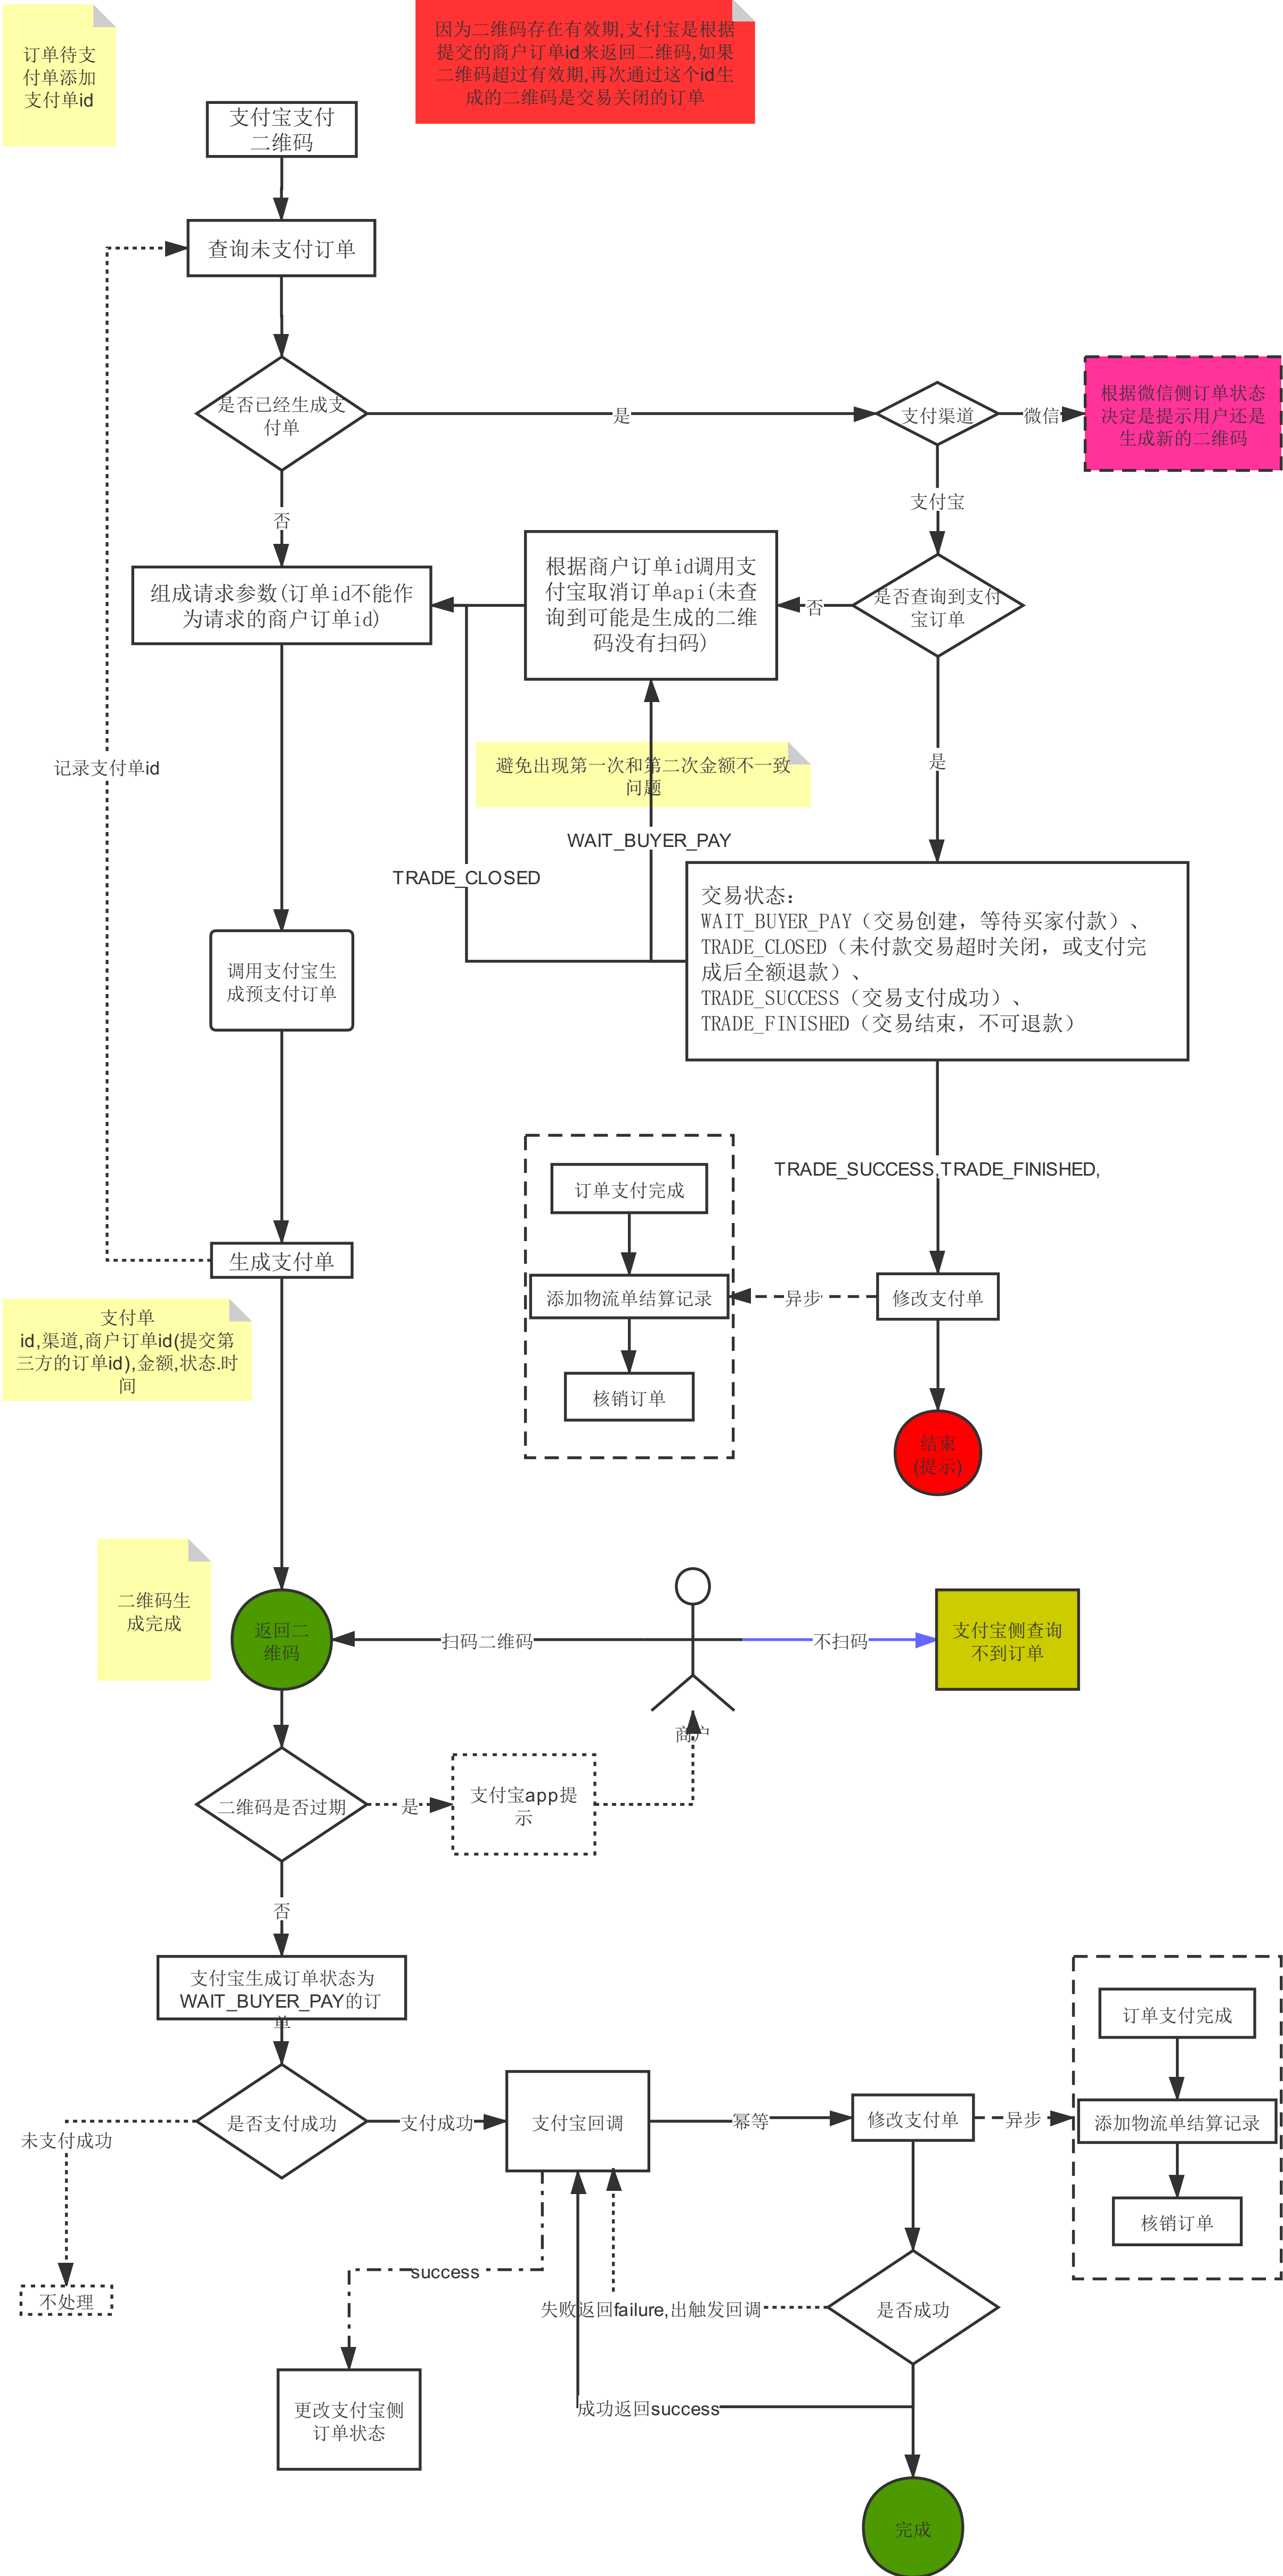 订单待支
付单添加
支付单id
因为二维码存在有效期,支付宝是根据
提交的商户订单id来返回二维码,如果
二维码超过有效期,再次通过这个id生
成的二维码是交易关闭的订单
支付宝支付
二维码
查询未支付订单
是否已经生成支
付单
是
支付渠道
微信
根据微信侧订单状态
决定是提示用户还是
生成新的二维码
否
支付宝
组成请求参数(订单id不能作
为请求的商户订单id)
根据商户订单id调用支
付宝取消订单api(未查
询到可能是生成的二维
码没有扫码)
否
是否查询到支付
宝订单
记录支付单id
避免出现第一次和第二次金额不一致
问题
是
WAIT_BUYER_PAY
TRADE_CLOSED
交易状态：
WAIT_BUYER_PAY（交易创建，等待买家付款）、
TRADE_CLOSED（未付款交易超时关闭，或支付完
成后全额退款）、
TRADE_SUCCESS（交易支付成功）、
TRADE_FINISHED（交易结束，不可退款）
调用支付宝生
成预支付订单
TRADE_SUCCESS,TRADE_FINISHED,
订单支付完成
生成支付单
添加物流单结算记录
异步
修改支付单
支付单
id,渠道,商户订单id(提交第
三方的订单id),金额,状态.时
间
核销订单
结束
(提示)
二维码生
成完成
返回二
维码
扫码二维码
不扫码
支付宝侧查询
不到订单
商户
二维码是否过期
是
支付宝app提
示
否
支付宝生成订单状态为
WAIT_BUYER_PAY的订
单
订单支付完成
是否支付成功
支付成功
支付宝回调
幂等
修改支付单
异步
添加物流单结算记录
未支付成功
核销订单
success
不处理
失败返回failure,出触发回调
是否成功
更改支付宝侧
订单状态
成功返回success
完成